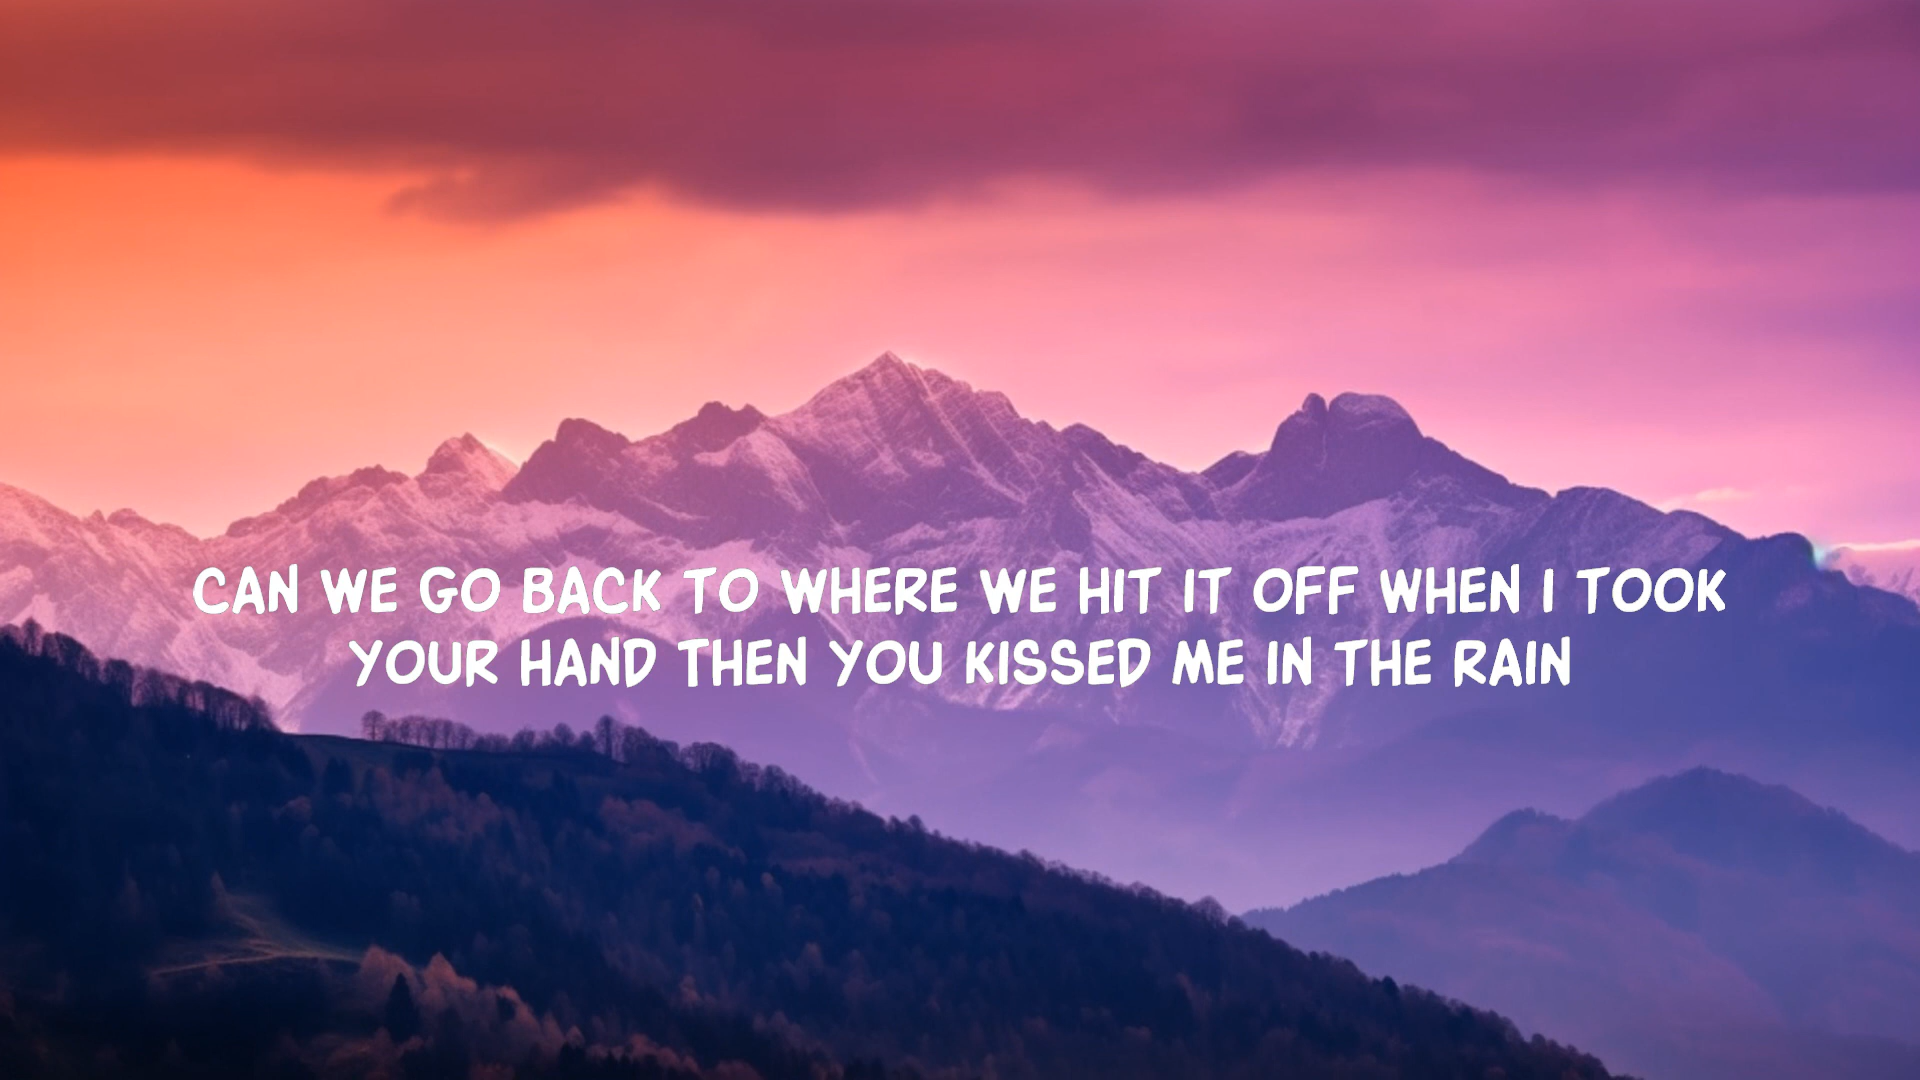 CAN WE GO BACK TO WHERE WE HIT IT OFF WHEN I TOOK
YOUR HAND THEN YOU KISSED ME IN THE RAIN